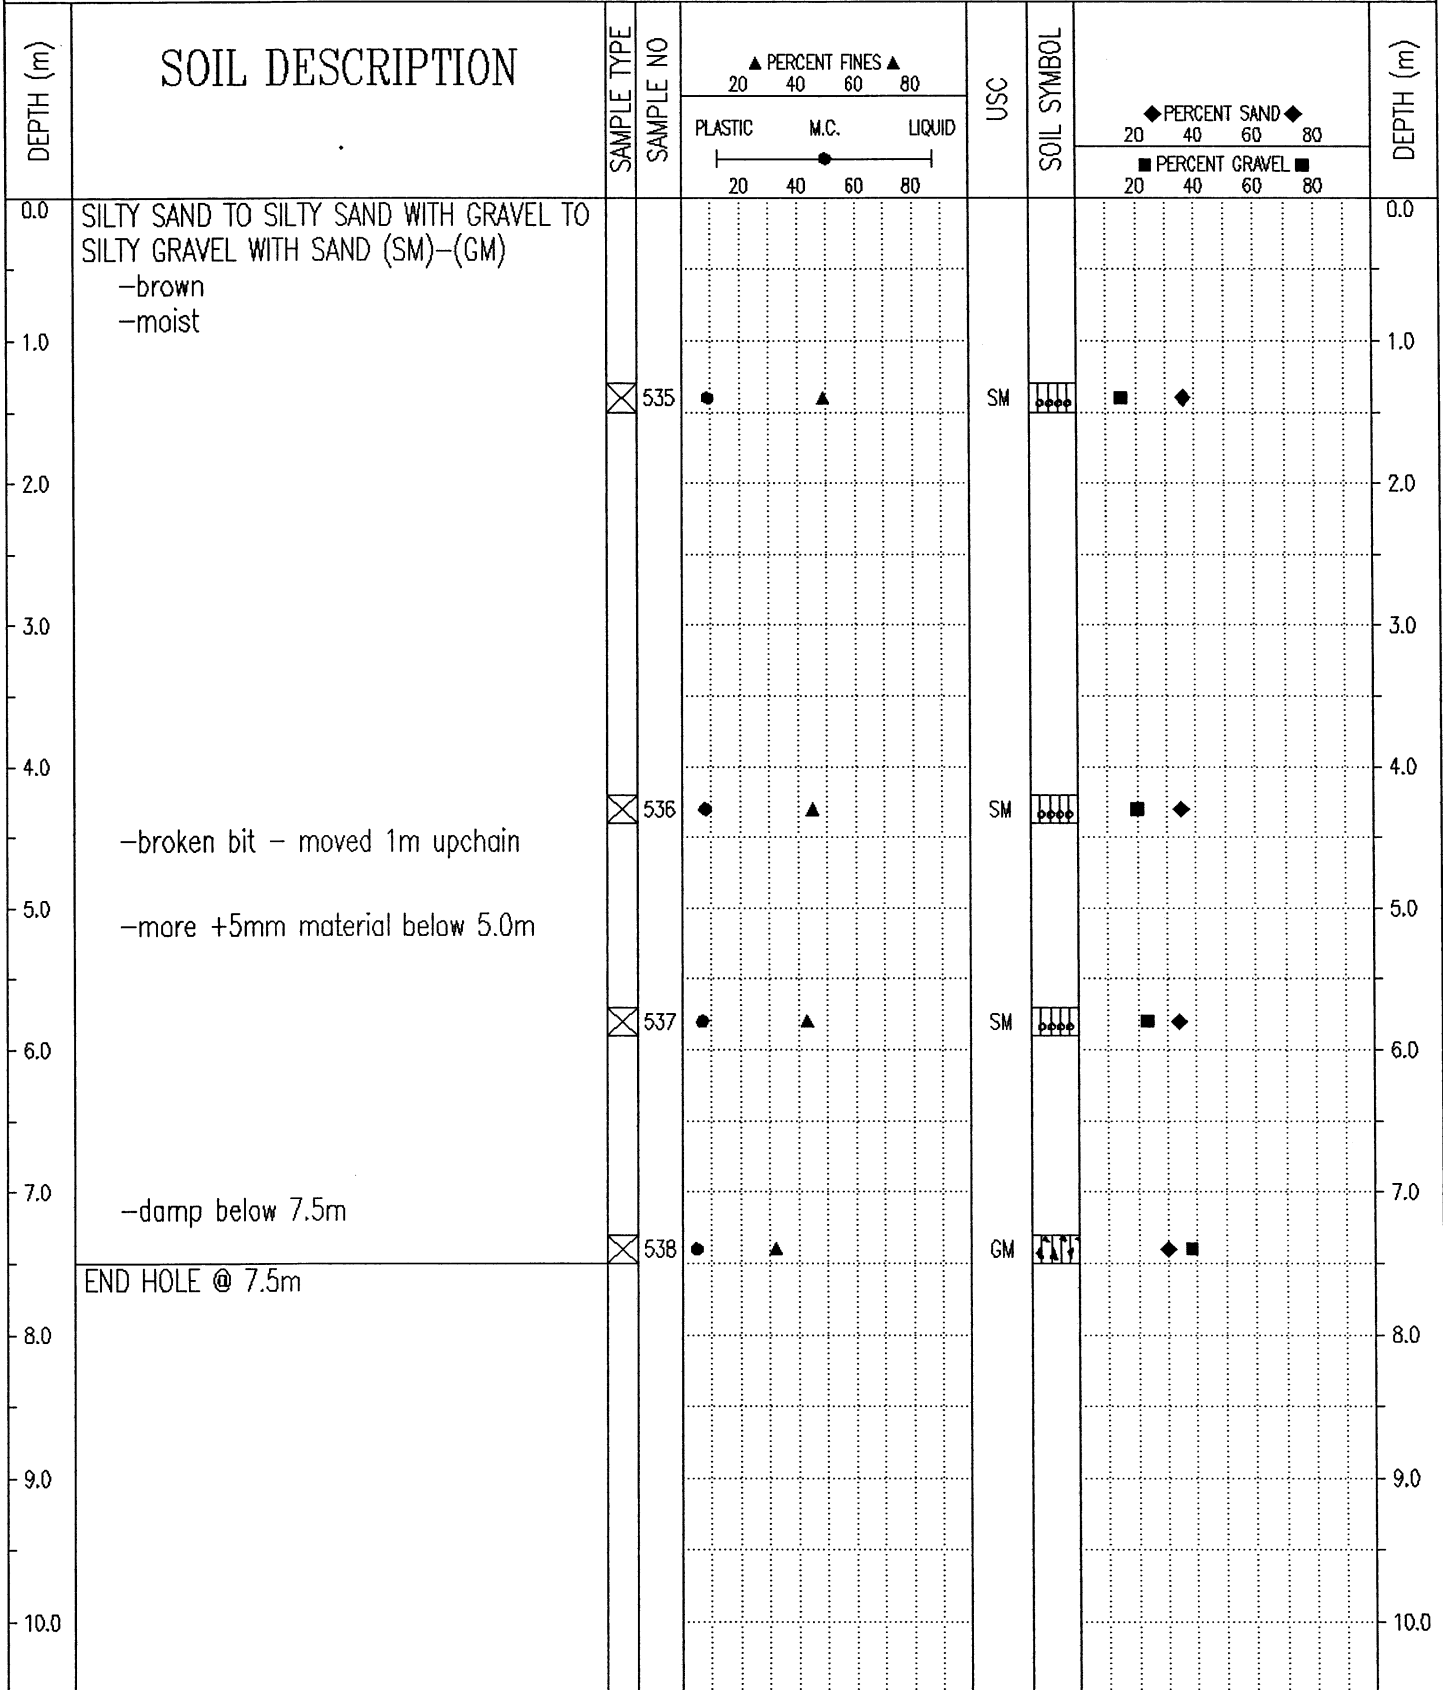 DEPTH (m)
SOIL DESCRIPTION
SAMPLE TYPE
SAMPLE NO
▲ PERCENT FINES ▲
20 40 60 80
PLASTIC M.C. LIQUID
20 40 60 80
USC
SOIL SYMBOL
◆ PERCENT SAND ◆
20 40 60 80
■ PERCENT GRAVEL ■
20 40 60 80
DEPTH (m)
0.0 SILTY SAND TO SILTY SAND WITH GRAVEL TO 0.0
SILTY GRAVEL WITH SAND (SM)-(GM)
-brown
-moist
1.0 1.0
535 SM
2.0 2.0
3.0 3.0
4.0 4.0
536 SM
-broken bit - moved 1m upchain
5.0 5.0
-more +5mm material below 5.0m
537 SM
6.0 6.0
7.0 7.0
-damp below 7.5m
538 GM
END HOLE @ 7.5m
8.0 8.0
9.0 9.0
10.0 10.0